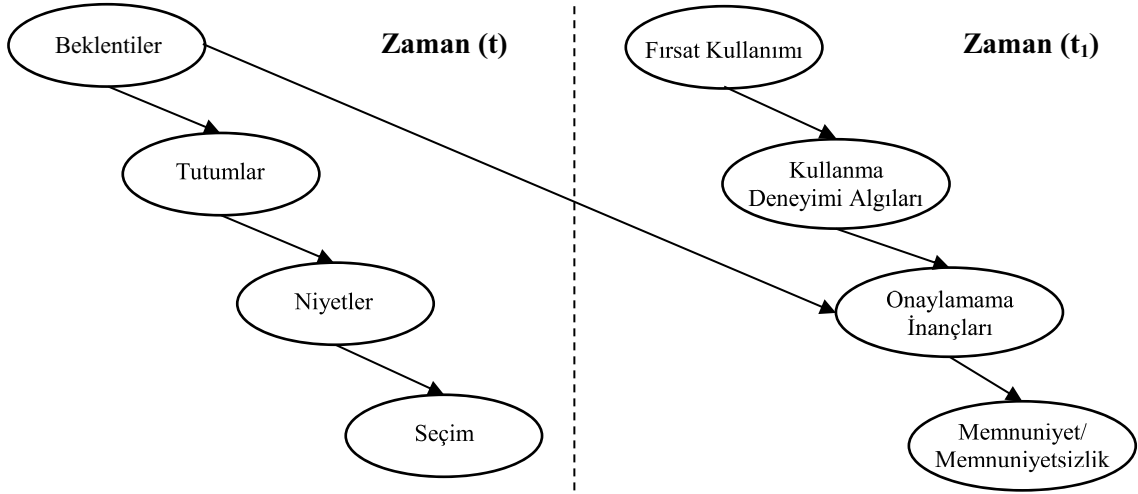 Beklentiler
Zaman (t)
Tutumlar
Niyetler
Seçim
Fırsat Kullanımı
Zaman (t₁)
Kullanma
Deneyimi Algıları
Onaylamama
İnançları
Memnuniyet/
Memnuniyetsizlik